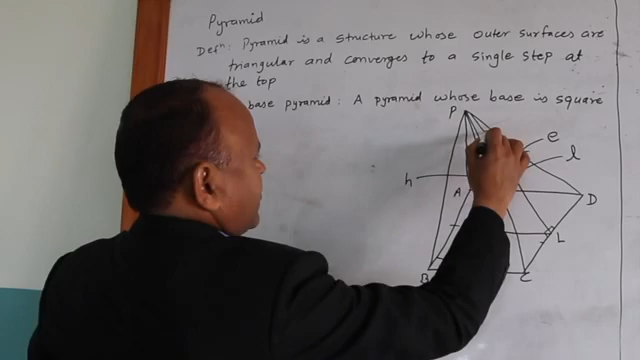 Pyramid
Defⁿ: Pyramid is a structure whose outer surfaces are
triangular and converges to a single step at
the top
base pyramid: A pyramid whose base is square
P
e
l
h
A
D
L
B
C